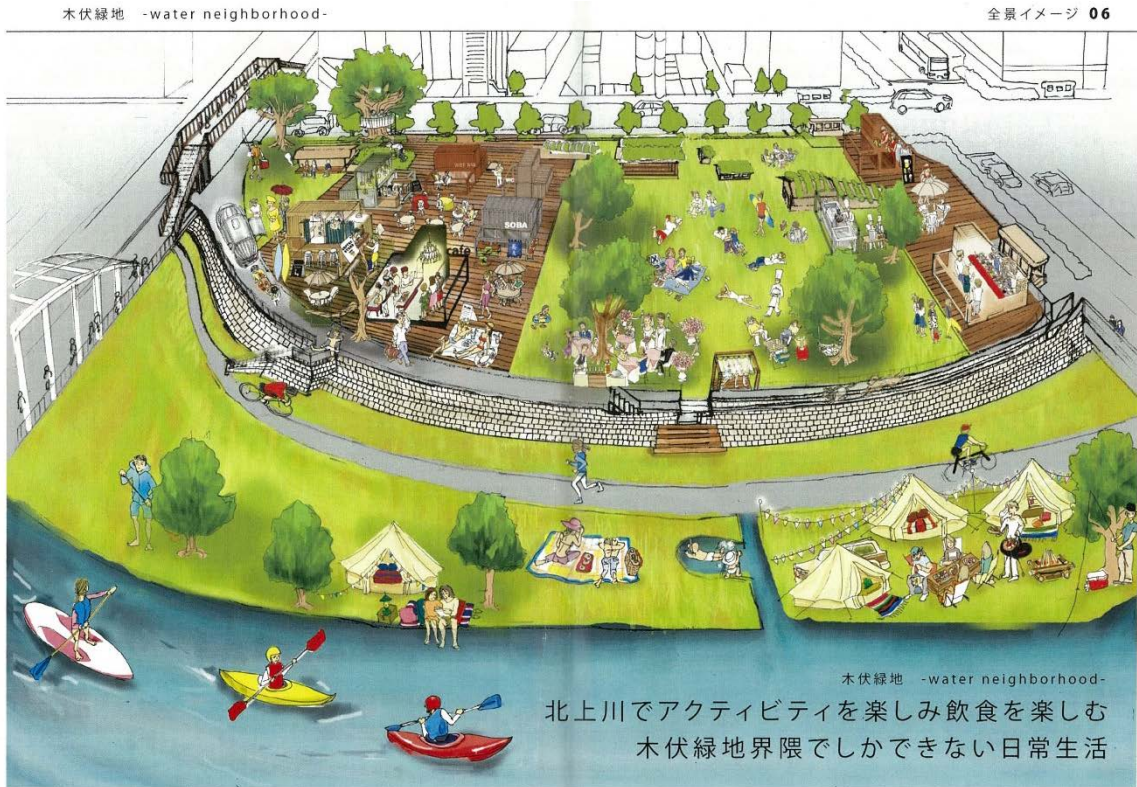 木伏緑地 -water neighborhood-
全景イメージ 06
SOBA
cafe
木伏緑地 -water neighborhood-
北上川でアクティビティを楽しみ飲食を楽しむ
木伏緑地界隈でしかできない日常生活